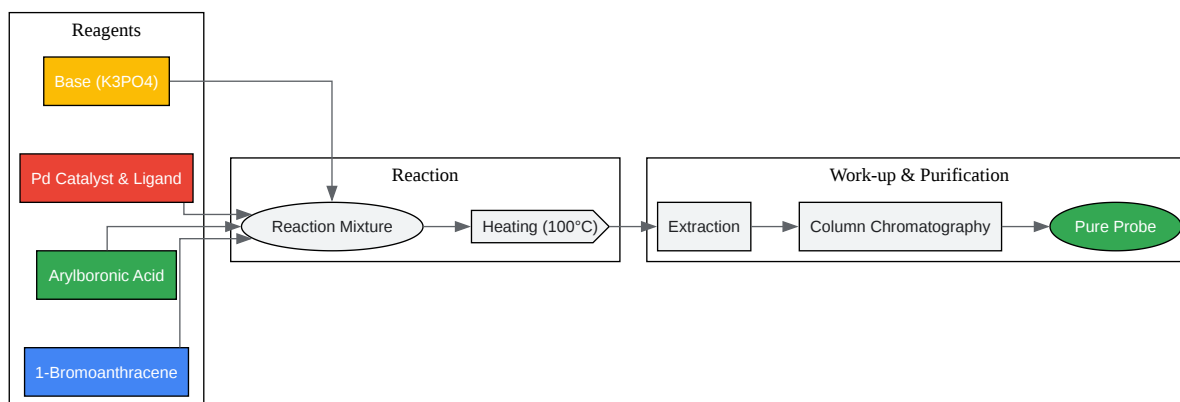 Reagents
Base (K3PO4)
Pd Catalyst & Ligand
Arylboronic Acid
1-Bromoanthracene
Reaction
Reaction Mixture
Heating (100°C)
Work-up & Purification
Extraction
Column Chromatography
Pure Probe